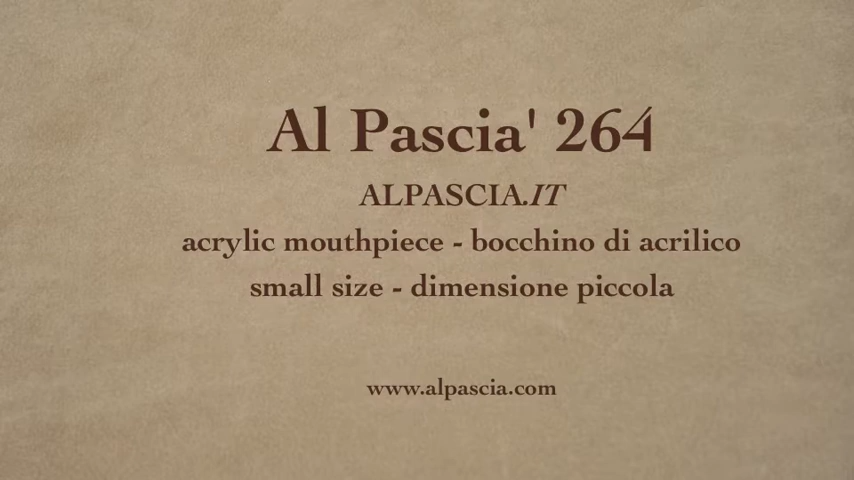 Al Pascia' 264
ALPASCIA.IT
acrylic mouthpiece - bocchino di acrilico
small size - dimensione piccola
www.alpascia.com